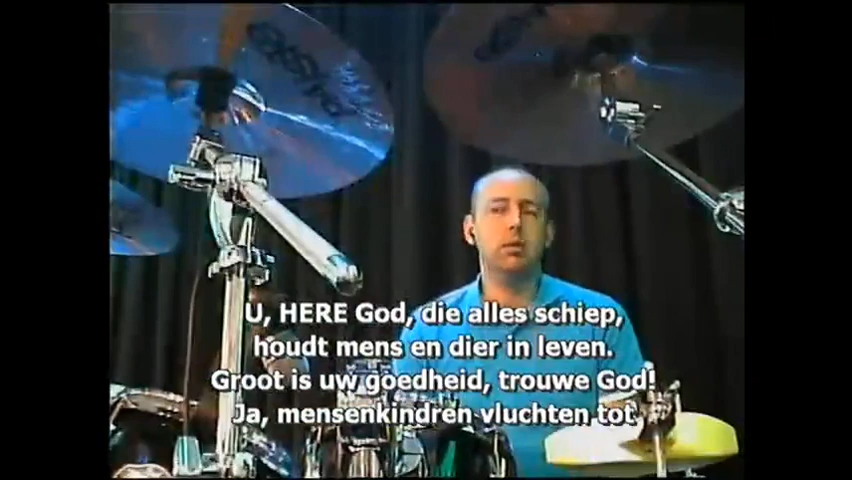 U, HERE God, die alles schiep,
houdt mens en dier in leven.
Groot is uw goedheid, trouwe God!
Ja, mensenkindren vluchten tot